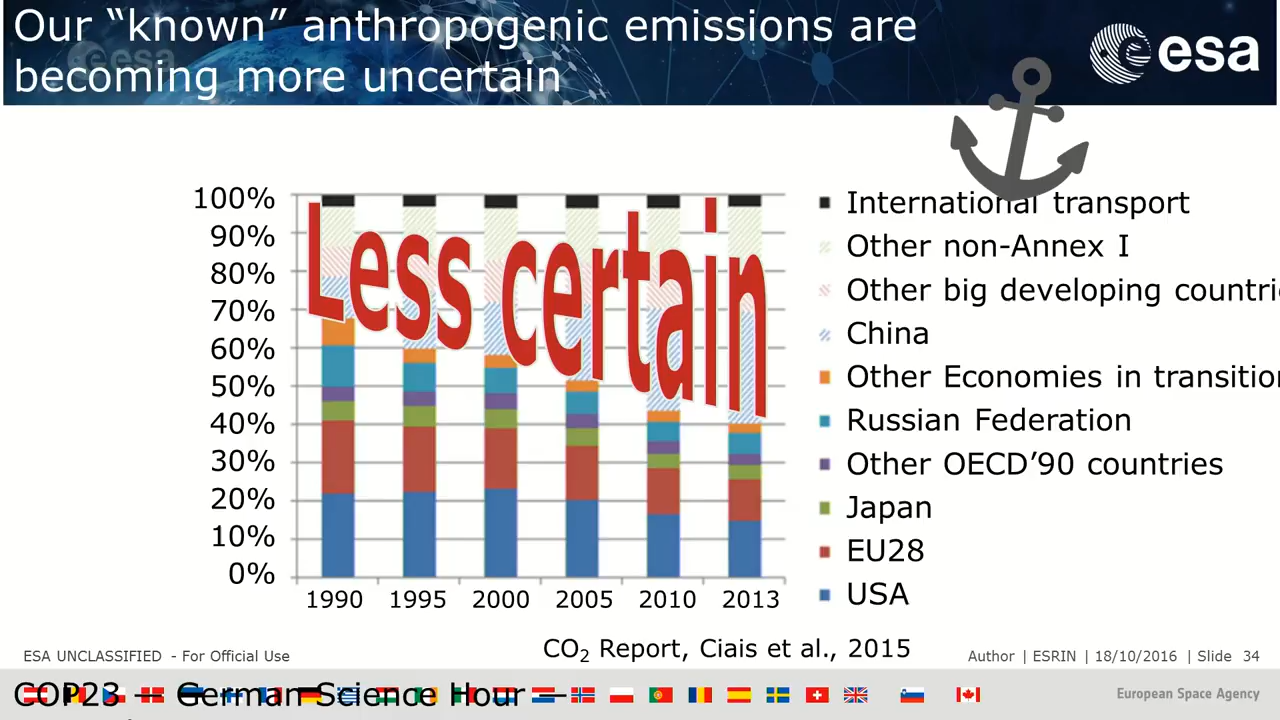 Our “known” anthropogenic emissions are
becoming more uncertain
esa
esa
100%
90%
80%
70%
60%
50%
40%
30%
20%
10%
0%
Less certain
1990 1995 2000 2005 2010 2013
International transport
Other non-Annex I
Other big developing countri
China
Other Economies in transition
Russian Federation
Other OECD’90 countries
Japan
EU28
USA
CO₂ Report, Ciais et al., 2015
ESA UNCLASSIFIED - For Official Use
Author | ESRIN | 18/10/2016 | Slide 34
COP23 — German Science Hour —
European Space Agency